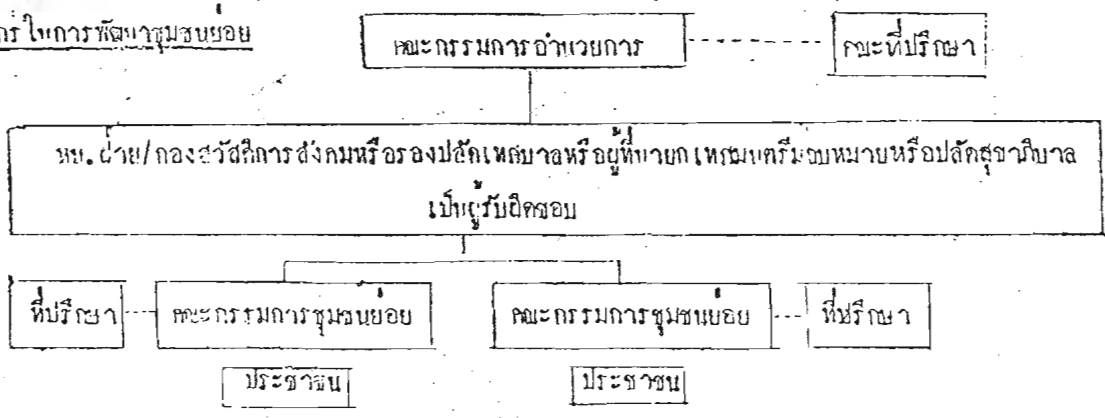 กรในการพัฒนาชุมชนย่อย
คณะกรรมการอำนวยการ คณะที่ปรึกษา
หน.ฝ่าย/กองสวัสดิการสังคมหรือรองปลัดเทศบาลหรือผู้ที่นายกเทศมนตรีมอบหมายหรือปลัดสุขาภิบาล
เป็นผู้รับผิดชอบ
ที่ปรึกษา คณะกรรมการชุมชนย่อย คณะกรรมการชุมชนย่อย ที่ปรึกษา
ประชาชน ประชาชน